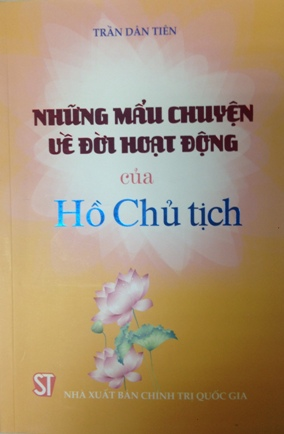 TRẦN DÂN TIÊN
NHỮNG MẨU CHUYỆN
VỀ ĐỜI HOẠT ĐỘNG
của
Hồ Chủ tịch
ST
NHÀ XUẤT BẢN CHÍNH TRỊ QUỐC GIA